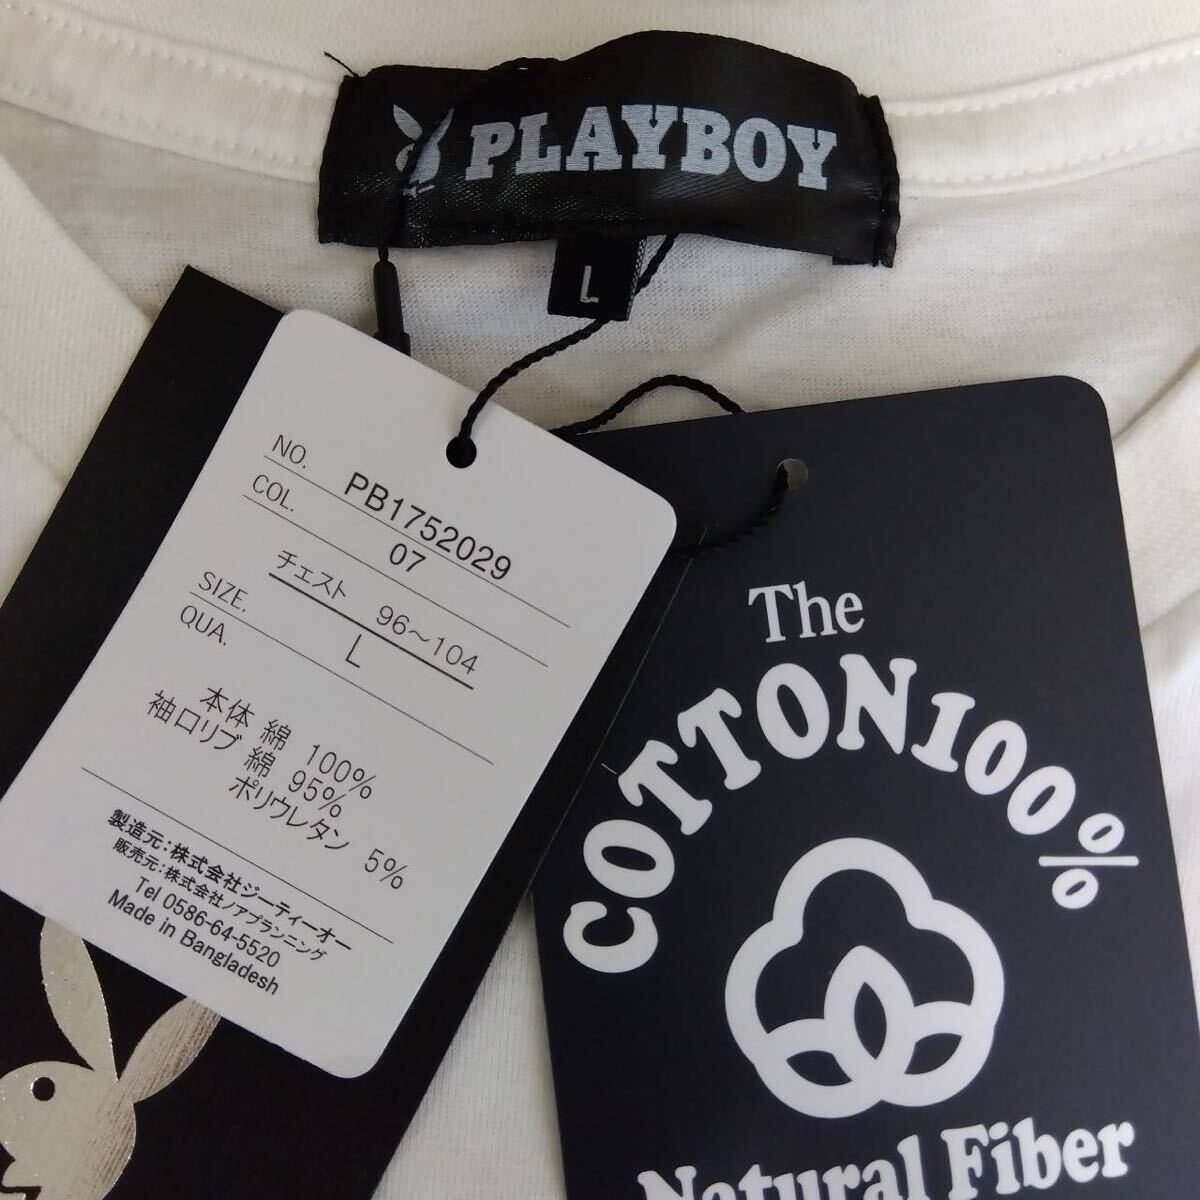 PLAYBOY
L
NO. PB1752029
COL. 07
チェスト 96～104
SIZE. L
QUA.
本体 綿 100%
袖口リブ 綿 95%
ポリウレタン 5%
製造元:株式会社ジーティーオー
販売元:株式会社ノアプランニング
Tel 0586-64-5520
Made in Bangladesh
The
COTTON100%
Natural Fiber